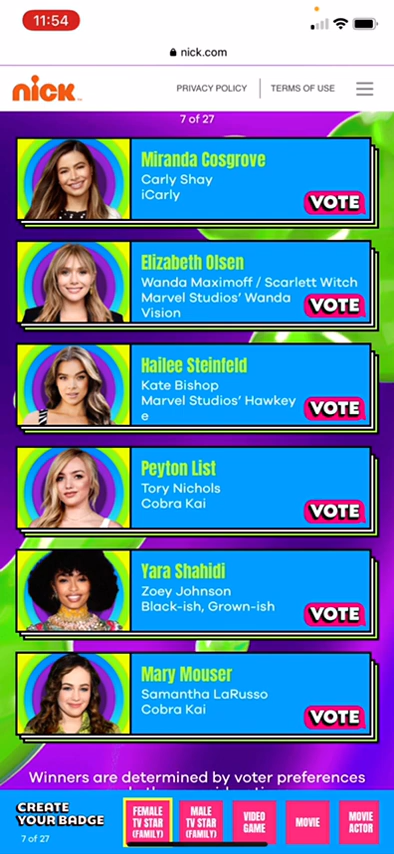 11:54
nick.com
nick
PRIVACY POLICY
TERMS OF USE
7 of 27
Miranda Cosgrove
Carly Shay
iCarly
VOTE
Elizabeth Olsen
Wanda Maximoff / Scarlett Witch
Marvel Studios' Wanda
Vision
VOTE
Hailee Steinfeld
Kate Bishop
Marvel Studios' Hawkey
e
VOTE
Peyton List
Tory Nichols
Cobra Kai
VOTE
Yara Shahidi
Zoey Johnson
Black-ish, Grown-ish
VOTE
Mary Mouser
Samantha LaRusso
Cobra Kai
VOTE
Winners are determined by voter preferences
CREATE
YOUR BADGE
7 of 27
FEMALE
TV STAR
(FAMILY)
MALE
TV STAR
(FAMILY)
VIDEO
GAME
MOVIE
MOVIE
ACTOR